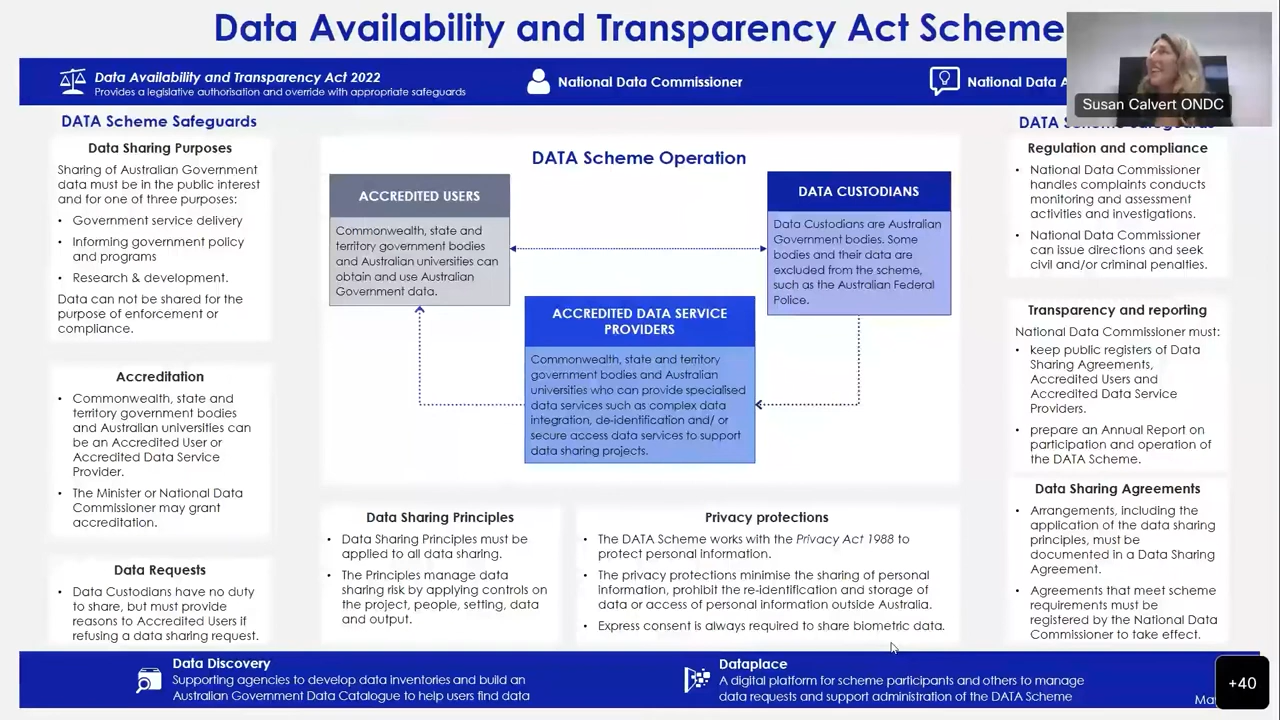 Data Availability and Transparency Act Scheme
Data Availability and Transparency Act 2022
Provides a legislative authorisation and override with appropriate safeguards
National Data Commissioner
National Data
Susan Calvert ONDC
DATA Scheme Safeguards
Data Sharing Purposes
Sharing of Australian Government
data must be in the public interest
and for one of three purposes:
• Government service delivery
• Informing government policy
and programs
• Research & development.
Data can not be shared for the
purpose of enforcement or
compliance.
Accreditation
• Commonwealth, state and
territory government bodies
and Australian universities can
be an Accredited User or
Accredited Data Service
Provider.
• The Minister or National Data
Commissioner may grant
accreditation.
Data Requests
• Data Custodians have no duty
to share, but must provide
reasons to Accredited Users if
refusing a data sharing request.
DATA Scheme Operation
ACCREDITED USERS
Commonwealth, state and
territory government bodies
and Australian universities can
obtain and use Australian
Government data.
DATA CUSTODIANS
Data Custodians are Australian
Government bodies. Some
bodies and their data are
excluded from the scheme,
such as the Australian Federal
Police.
ACCREDITED DATA SERVICE
PROVIDERS
Commonwealth, state and territory
government bodies and Australian
universities who can provide specialised
data services such as complex data
integration, de-identification and/ or
secure access data services to support
data sharing projects.
Data Sharing Principles
• Data Sharing Principles must be
applied to all data sharing.
• The Principles manage data
sharing risk by applying controls on
the project, people, setting, data
and output.
Privacy protections
• The DATA Scheme works with the Privacy Act 1988 to
protect personal information.
• The privacy protections minimise the sharing of personal
information, prohibit the re-identification and storage of
data or access of personal information outside Australia.
• Express consent is always required to share biometric data.
DATA Scheme Safeguards
Regulation and compliance
• National Data Commissioner
handles complaints conducts
monitoring and assessment
activities and investigations.
• National Data Commissioner
can issue directions and seek
civil and/or criminal penalties.
Transparency and reporting
National Data Commissioner must:
• keep public registers of Data
Sharing Agreements,
Accredited Users and
Accredited Data Service
Providers.
• prepare an Annual Report on
participation and operation of
the DATA Scheme.
Data Sharing Agreements
• Arrangements, including the
application of the data sharing
principles, must be
documented in a Data Sharing
Agreement.
• Agreements that meet scheme
requirements must be
registered by the National Data
Commissioner to take effect.
Data Discovery
Supporting agencies to develop data inventories and build an
Australian Government Data Catalogue to help users find data
Dataplace
A digital platform for scheme participants and others to manage
data requests and support administration of the DATA Scheme
+40